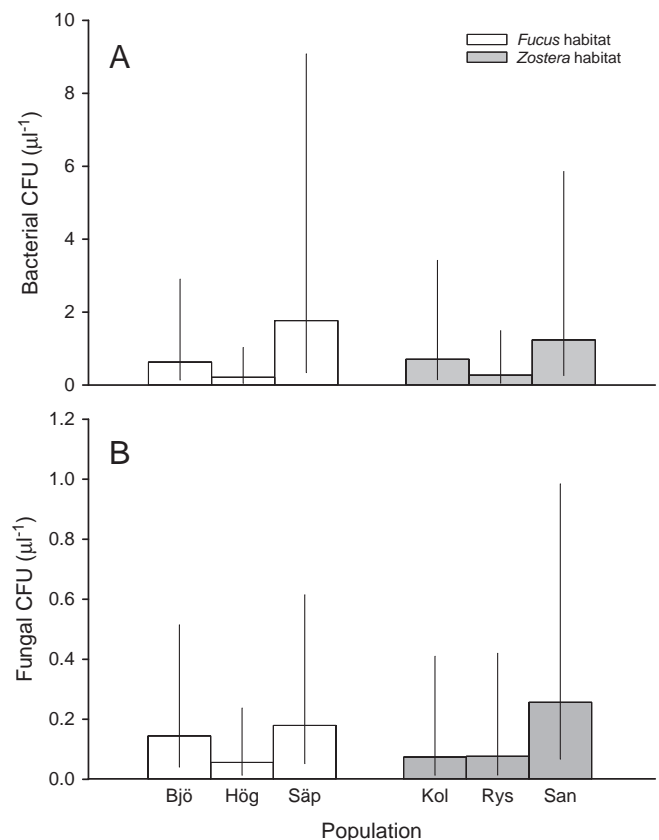 10
8
6
4
2
0
Bacterial CFU (µl⁻¹)
A
Fucus habitat
Zostera habitat
1.2
1.0
0.8
0.6
0.4
0.2
0.0
Fungal CFU (µl⁻¹)
B
Bjö Hög Säp Kol Rys San
Population